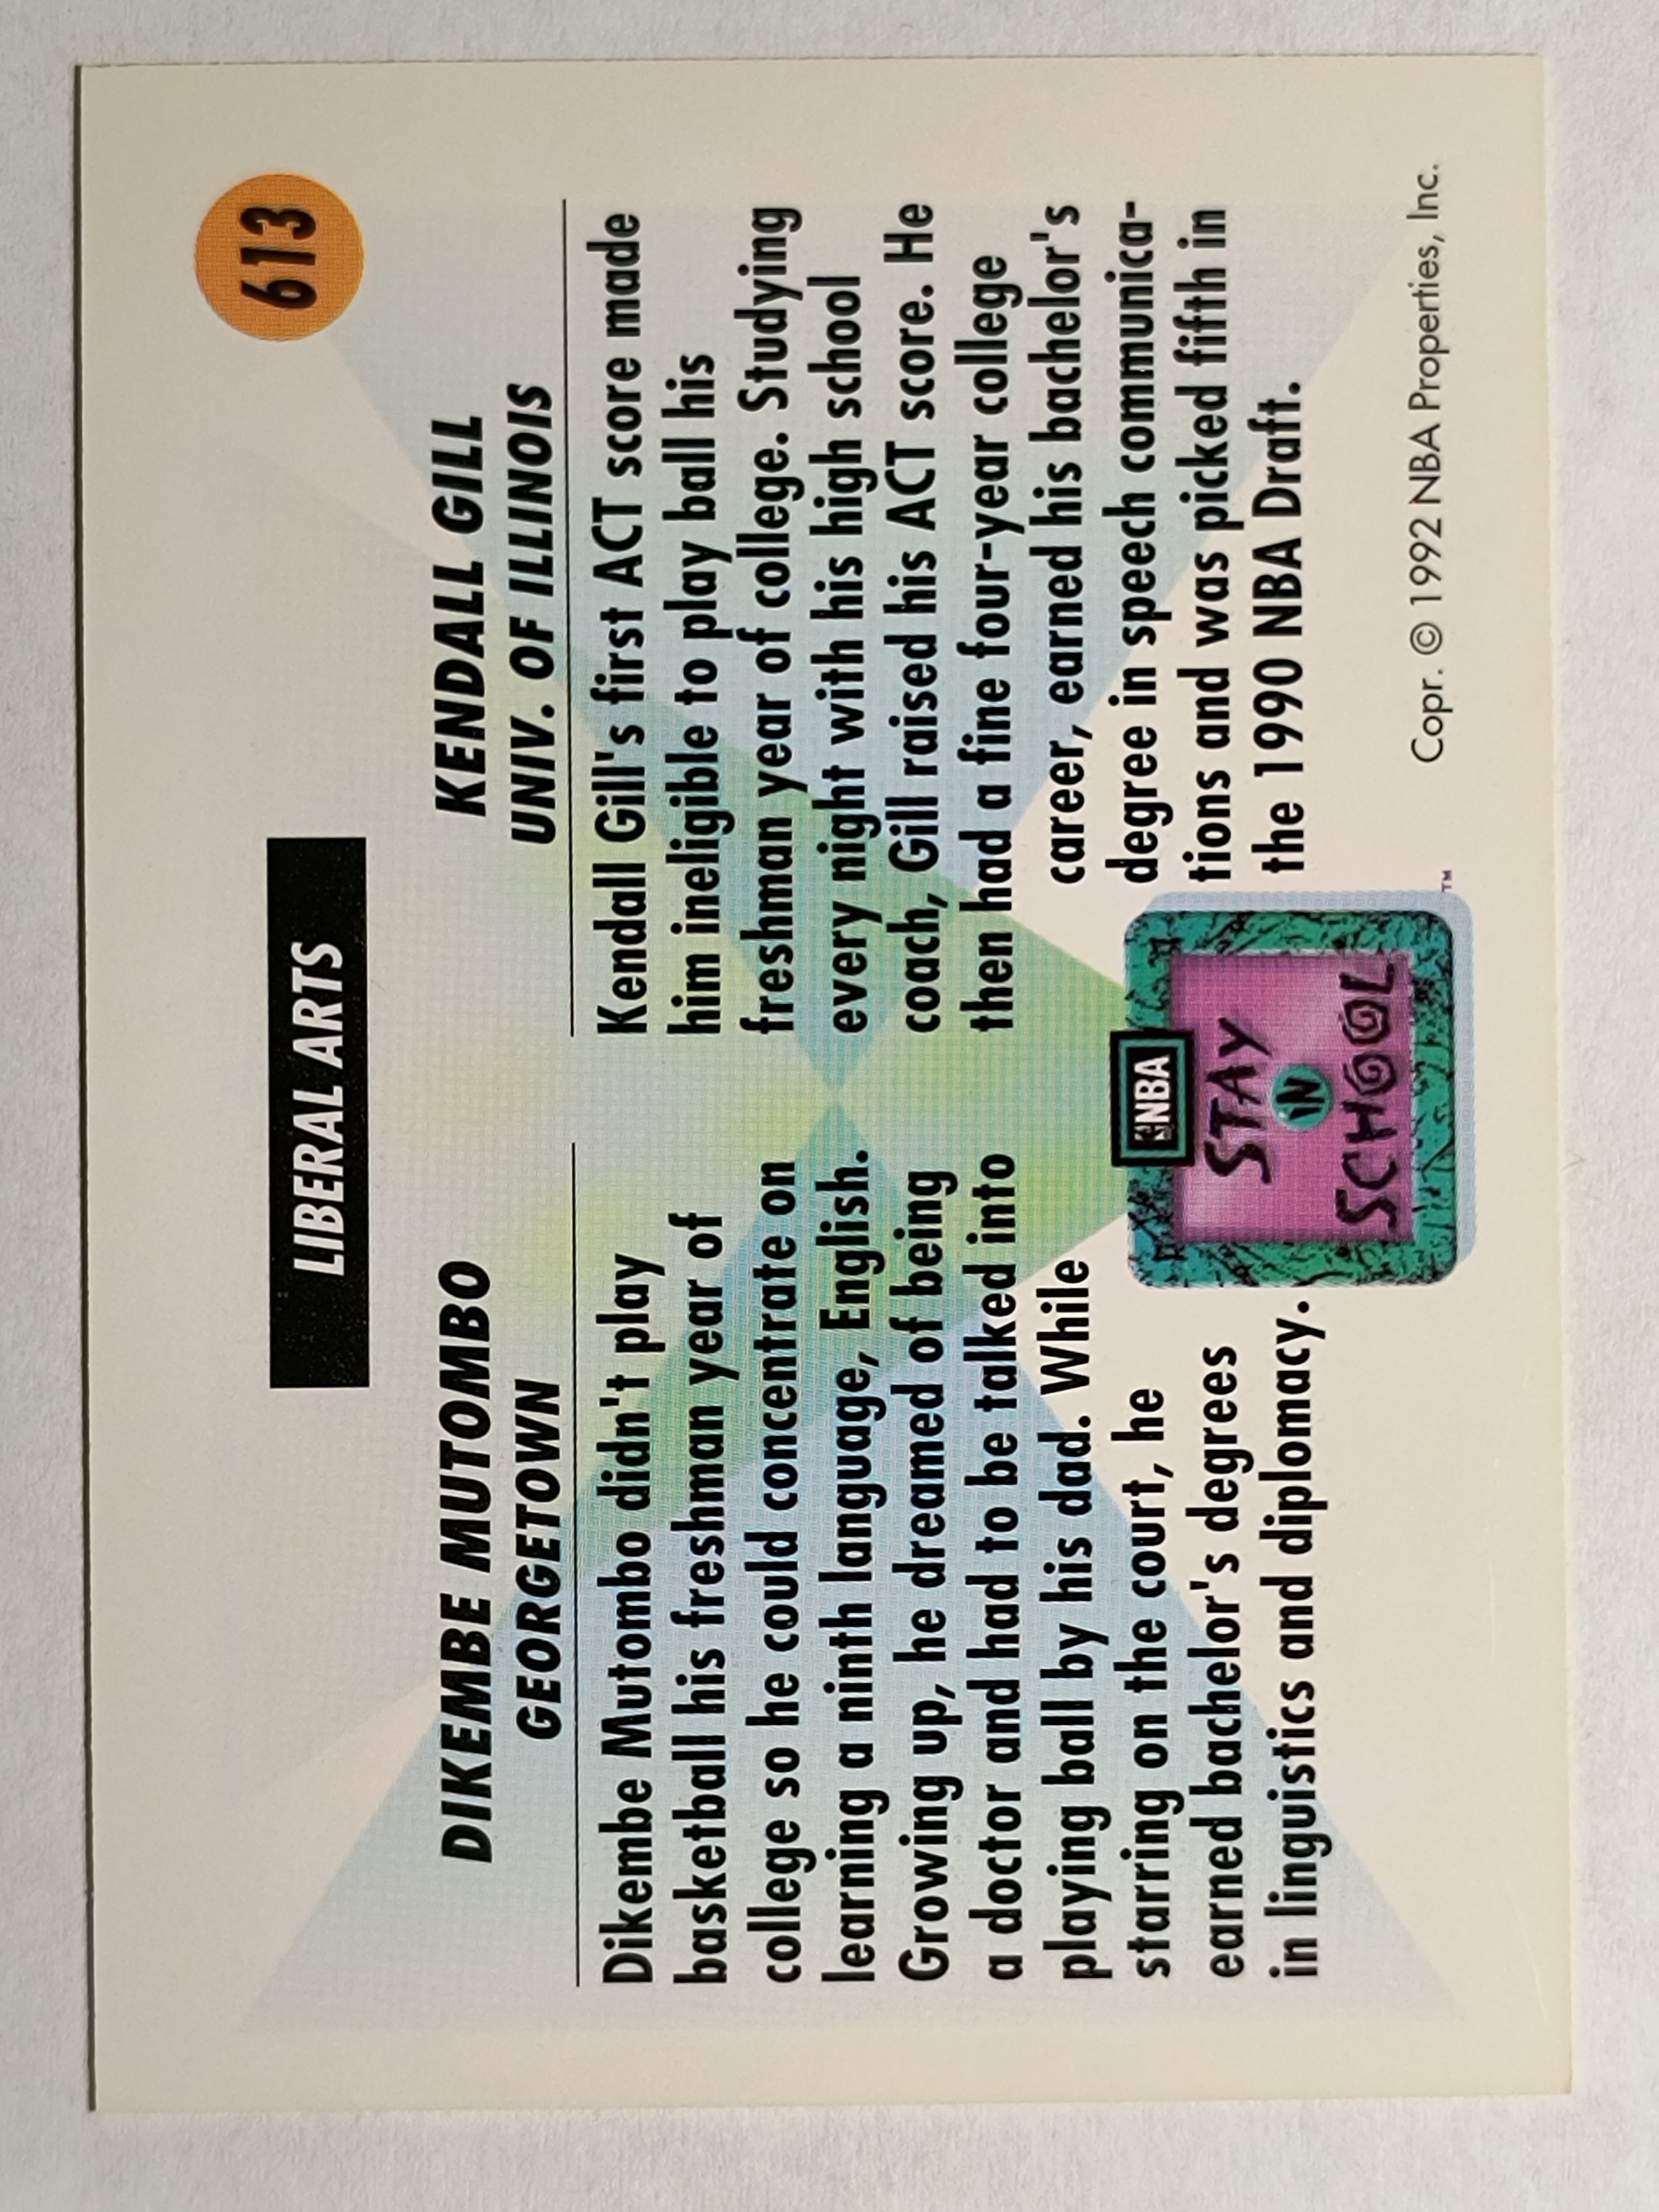 613
LIBERAL ARTS
DIKEMBE MUTOMBO
GEORGETOWN
Dikembe Mutombo didn't play
basketball his freshman year of
college so he could concentrate on
learning a ninth language, English.
Growing up, he dreamed of being
a doctor and had to be talked into
playing ball by his dad. While
starring on the court, he
earned bachelor's degrees
in linguistics and diplomacy.
KENDALL GILL
UNIV. OF ILLINOIS
Kendall Gill's first ACT score made
him ineligible to play ball his
freshman year of college. Studying
every night with his high school
coach, Gill raised his ACT score. He
then had a fine four-year college
career, earned his bachelor's
degree in speech communica-
tions and was picked fifth in
the 1990 NBA Draft.
NBA
STAY
iN
SCHOOL
TM
Copr. © 1992 NBA Properties, Inc.